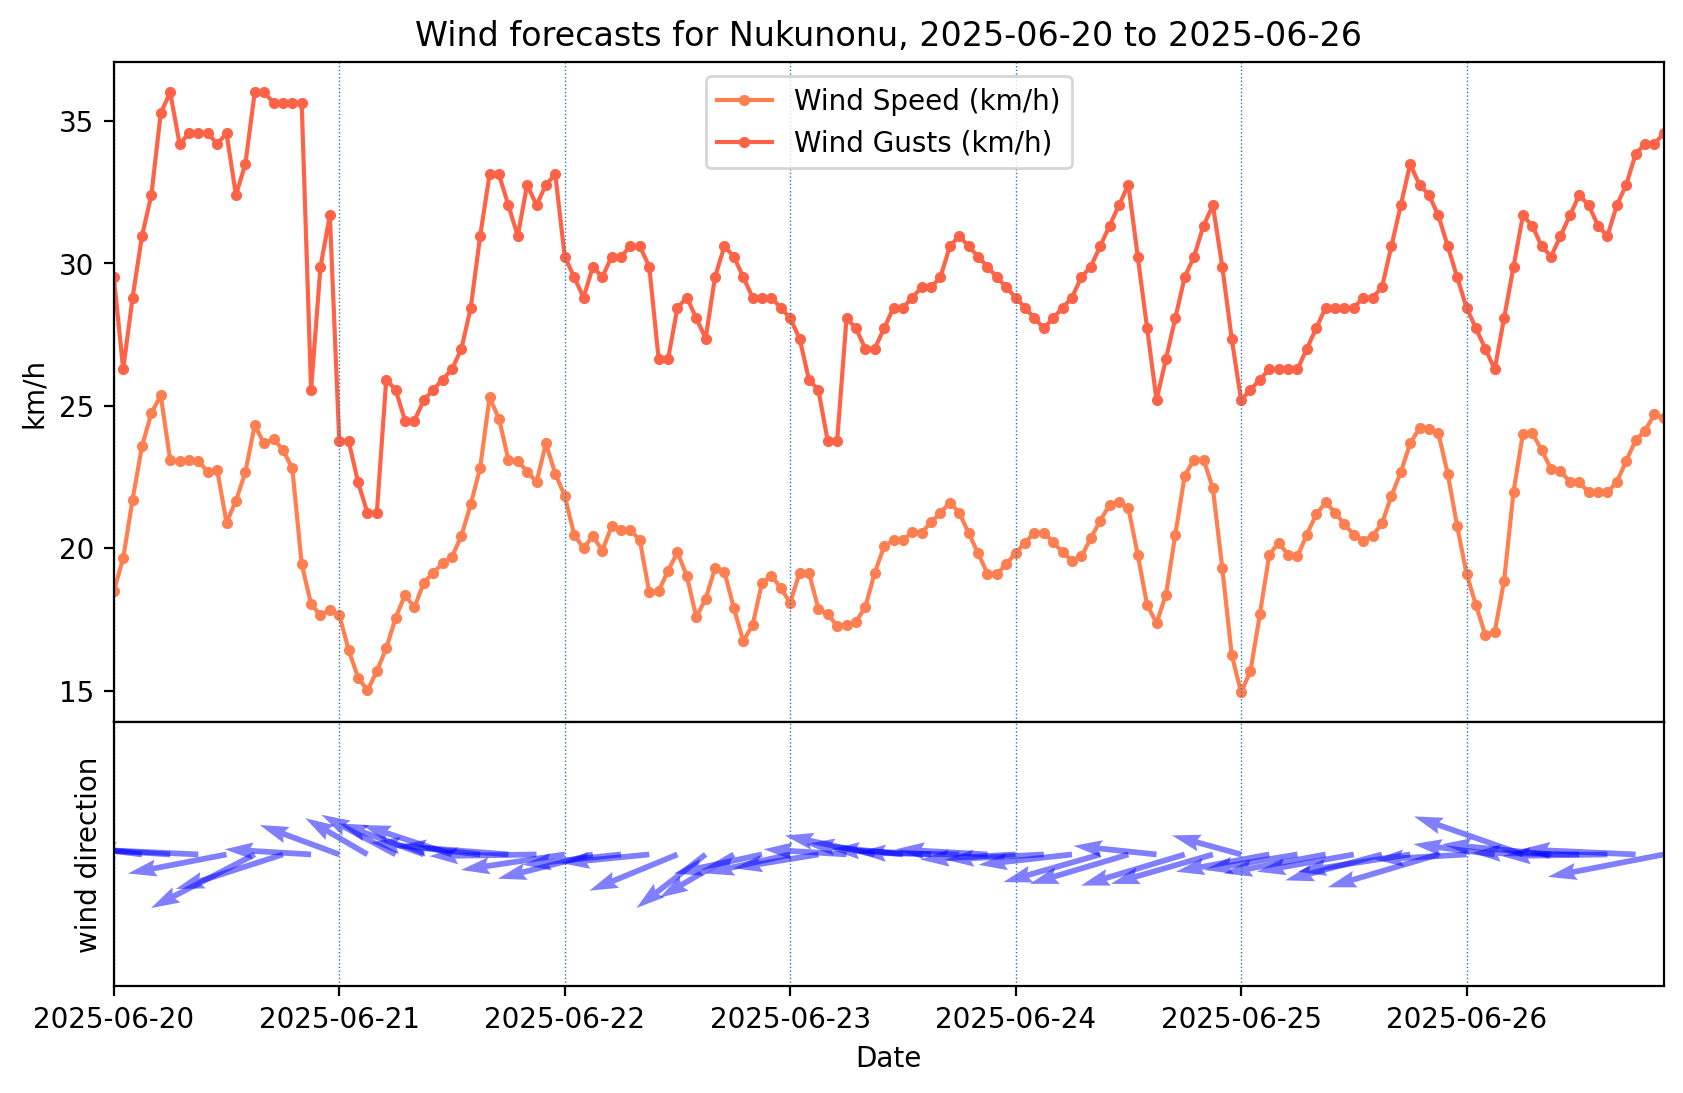 Wind forecasts for Nukunonu, 2025-06-20 to 2025-06-26
Wind Speed (km/h)
Wind Gusts (km/h)
35
30
25
20
15
km/h
wind direction
2025-06-20 2025-06-21 2025-06-22 2025-06-23 2025-06-24 2025-06-25 2025-06-26
Date